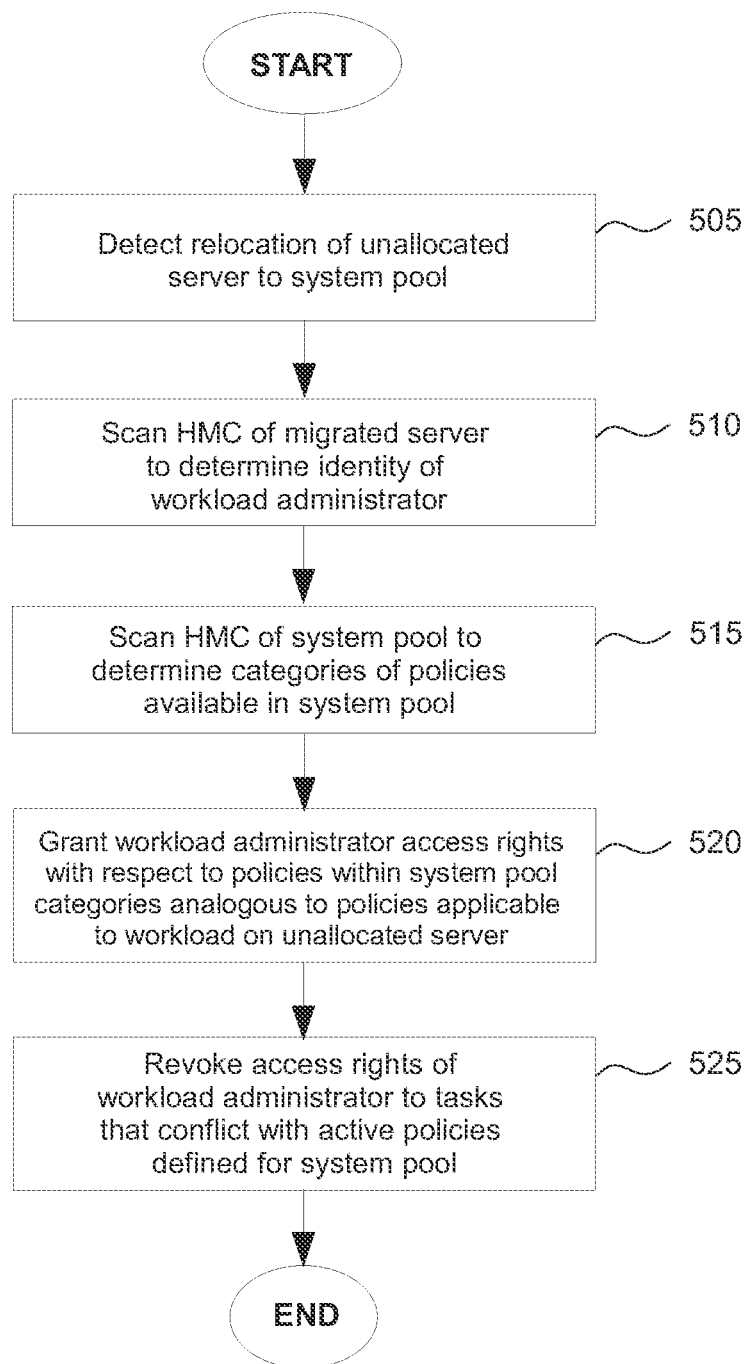 START
Detect relocation of unallocated
server to system pool
505
Scan HMC of migrated server
to determine identity of
workload administrator
510
Scan HMC of system pool to
determine categories of policies
available in system pool
515
Grant workload administrator access rights
with respect to policies within system pool
categories analogous to policies applicable
to workload on unallocated server
520
Revoke access rights of
workload administrator to tasks
that conflict with active policies
defined for system pool
525
END